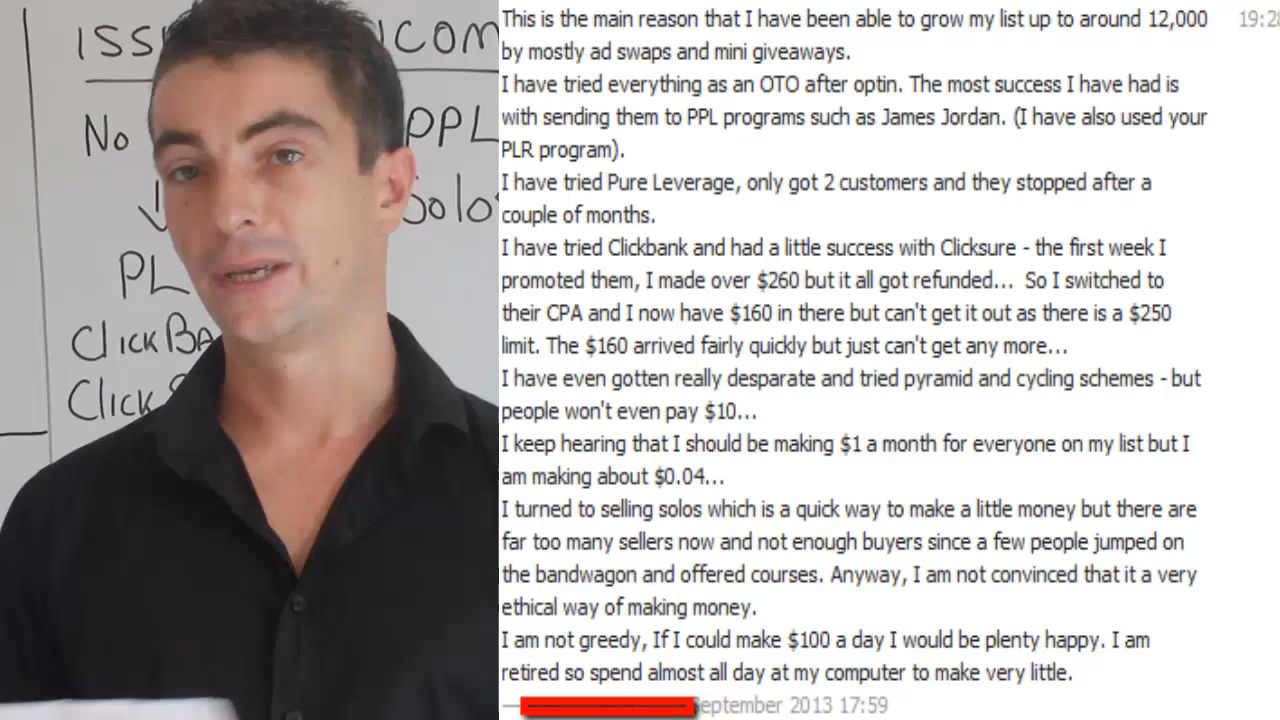 ISS
COM
No
PPL
Solo
PL
CLICKBA
CLICK
This is the main reason that I have been able to grow my list up to around 12,000
19:28
by mostly ad swaps and mini giveaways.
I have tried everything as an OTO after optin. The most success I have had is
with sending them to PPL programs such as James Jordan. (I have also used your
PLR program).
I have tried Pure Leverage, only got 2 customers and they stopped after a
couple of months.
I have tried Clickbank and had a little success with Clicksure - the first week I
promoted them, I made over $260 but it all got refunded... So I switched to
their CPA and I now have $160 in there but can't get it out as there is a $250
limit. The $160 arrived fairly quickly but just can't get any more...
I have even gotten really desparate and tried pyramid and cycling schemes - but
people won't even pay $10...
I keep hearing that I should be making $1 a month for everyone on my list but I
am making about $0.04...
I turned to selling solos which is a quick way to make a little money but there are
far too many sellers now and not enough buyers since a few people jumped on
the bandwagon and offered courses. Anyway, I am not convinced that it a very
ethical way of making money.
I am not greedy, If I could make $100 a day I would be plenty happy. I am
retired so spend almost all day at my computer to make very little.
September 2013 17:59